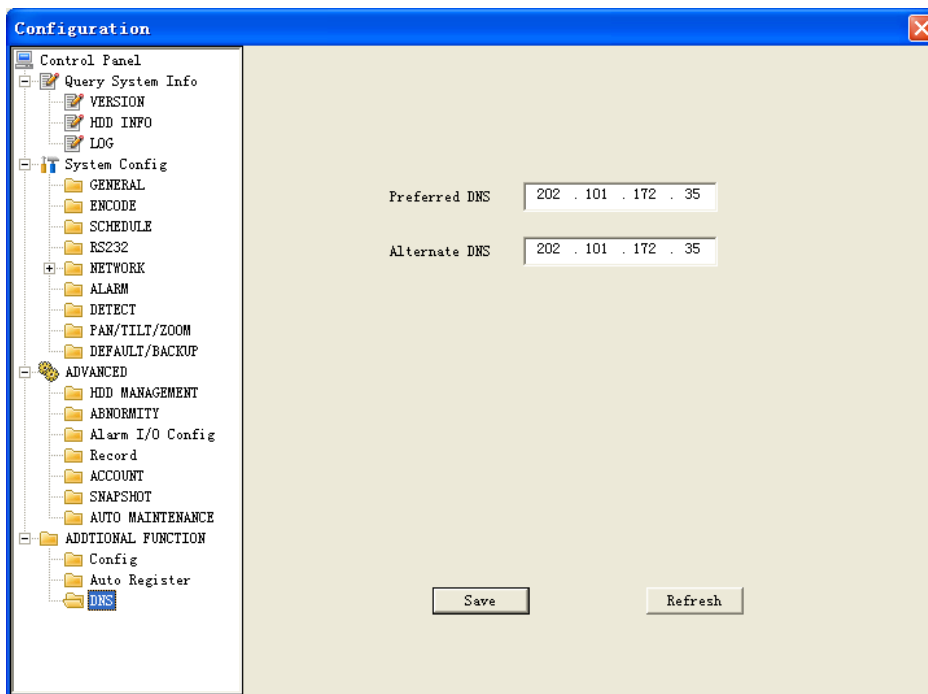 Configuration
Control Panel
Query System Info
VERSION
HDD INFO
LOG
System Config
GENERAL
ENCODE
SCHEDULE
RS232
NETWORK
ALARM
DETECT
PAN/TILT/ZOOM
DEFAULT/BACKUP
ADVANCED
HDD MANAGEMENT
ABNORMITY
Alarm I/O Config
Record
ACCOUNT
SNAPSHOT
AUTO MAINTENANCE
ADDTIONAL FUNCTION
Config
Auto Register
DNS
Preferred DNS 202 . 101 . 172 . 35
Alternate DNS 202 . 101 . 172 . 35
Save Refresh